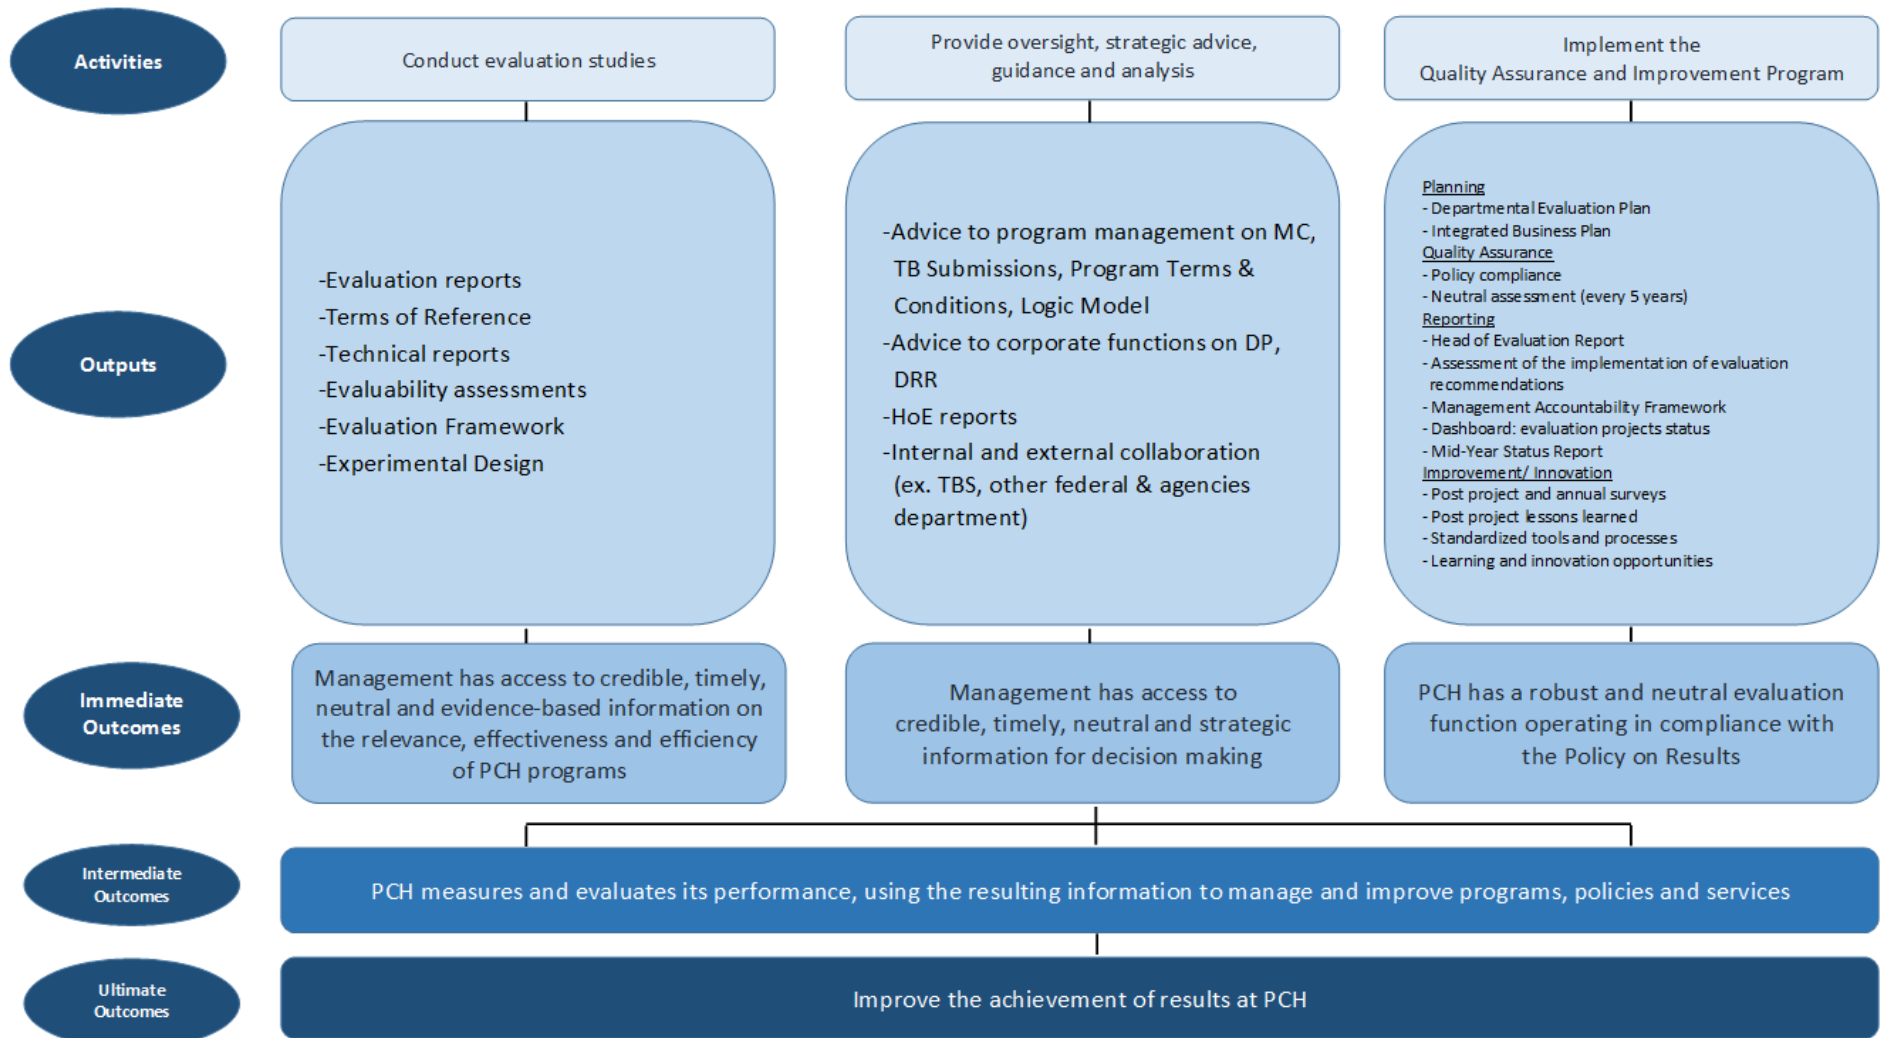 Activities
Conduct evaluation studies
Provide oversight, strategic advice,
guidance and analysis
Implement the
Quality Assurance and Improvement Program
Outputs
-Evaluation reports
-Terms of Reference
-Technical reports
-Evaluability assessments
-Evaluation Framework
-Experimental Design
-Advice to program management on MC,
TB Submissions, Program Terms &
Conditions, Logic Model
-Advice to corporate functions on DP,
DRR
-HoE reports
-Internal and external collaboration
(ex. TBS, other federal & agencies
department)
Planning
- Departmental Evaluation Plan
- Integrated Business Plan
Quality Assurance
- Policy compliance
- Neutral assessment (every 5 years)
Reporting
- Head of Evaluation Report
- Assessment of the implementation of evaluation
recommendations
- Management Accountability Framework
- Dashboard: evaluation projects status
- Mid-Year Status Report
Improvement/ Innovation
- Post project and annual surveys
- Post project lessons learned
- Standardized tools and processes
- Learning and innovation opportunities
Immediate
Outcomes
Management has access to credible, timely,
neutral and evidence-based information on
the relevance, effectiveness and efficiency
of PCH programs
Management has access to
credible, timely, neutral and strategic
information for decision making
PCH has a robust and neutral evaluation
function operating in compliance with
the Policy on Results
Intermediate
Outcomes
PCH measures and evaluates its performance, using the resulting information to manage and improve programs, policies and services
Ultimate
Outcomes
Improve the achievement of results at PCH